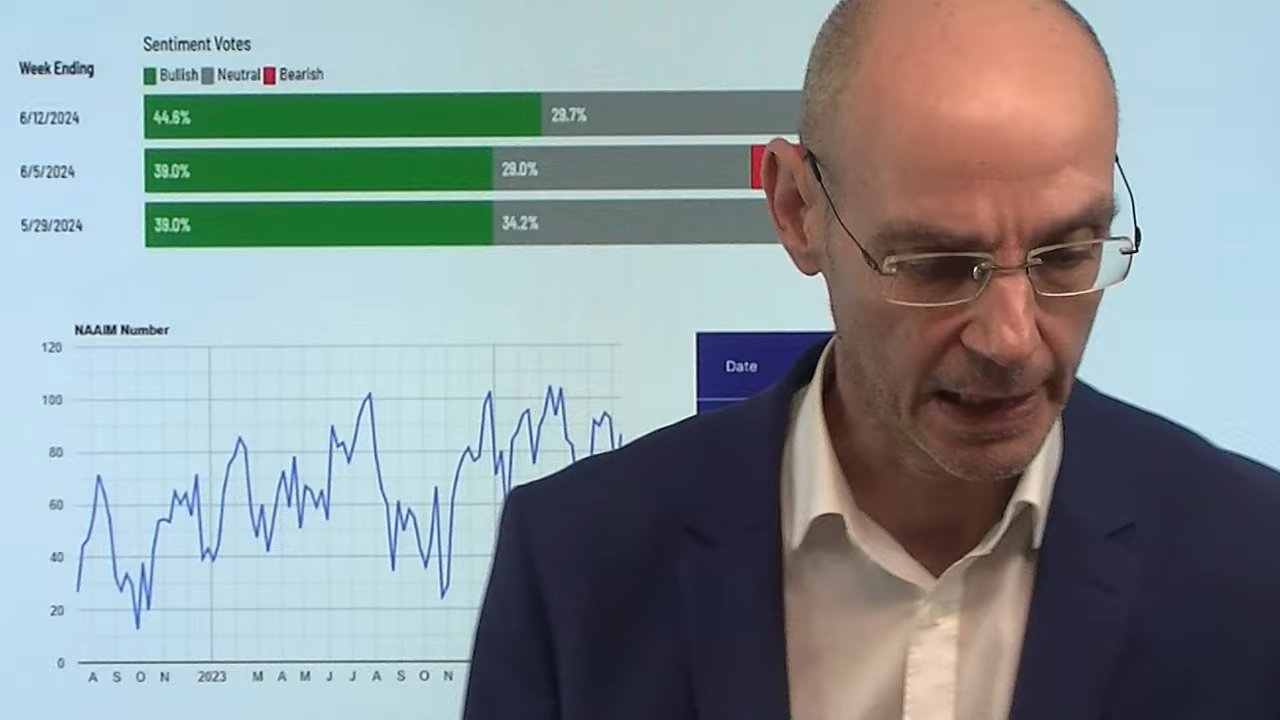 Sentiment Votes
Week Ending
Bullish Neutral Bearish
6/12/2024 44.6% 29.7%
6/5/2024 39.0% 29.0%
5/29/2024 39.0% 34.2%
NAAIM Number
120
100
80
60
40
20
0
A S O N 2023 M A M J J A S O N
Date